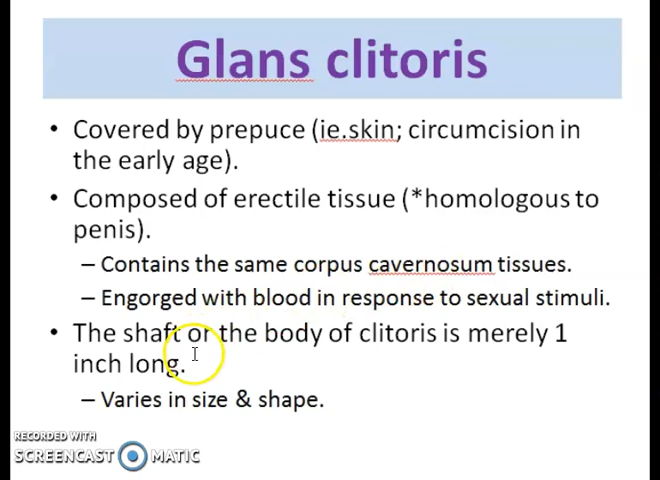 Glans clitoris
• Covered by prepuce (ie.skin; circumcision in
the early age).
• Composed of erectile tissue (*homologous to
penis).
– Contains the same corpus cavernosum tissues.
– Engorged with blood in response to sexual stimuli.
• The shaft or the body of clitoris is merely 1
inch long.
– Varies in size & shape.
RECORDED WITH
SCREENCAST MATIC